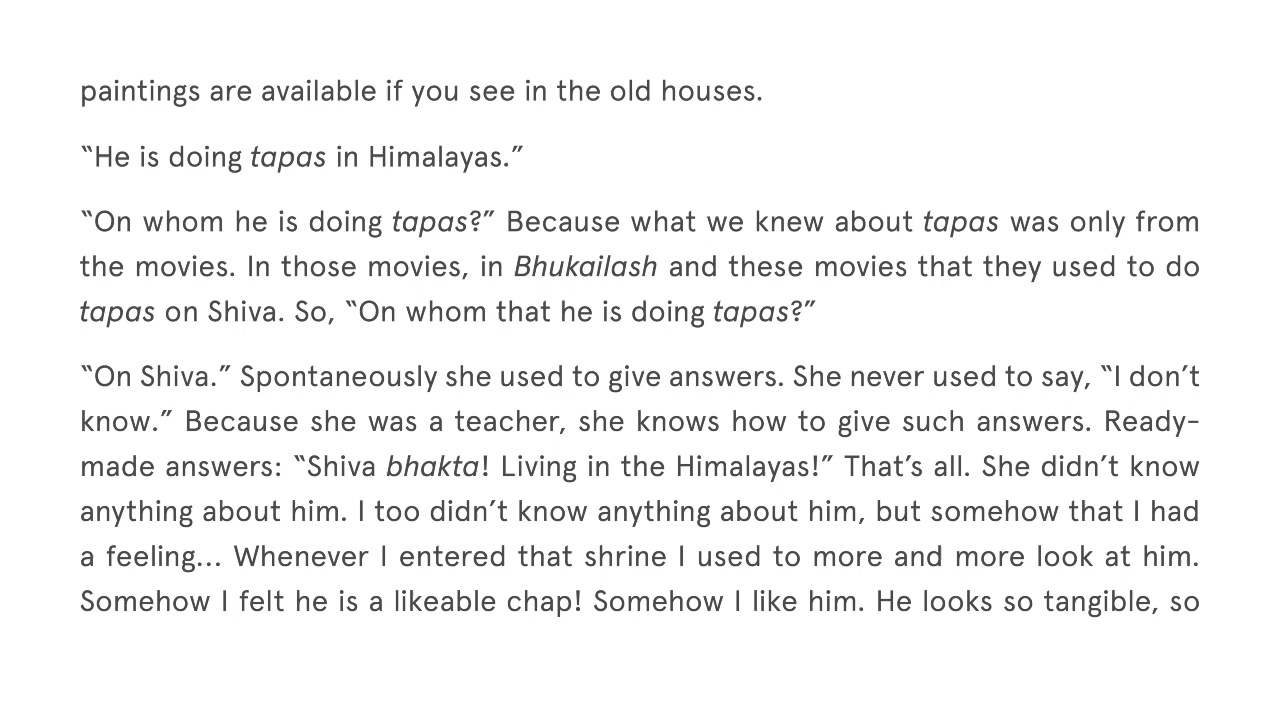 paintings are available if you see in the old houses.
“He is doing tapas in Himalayas.”
“On whom he is doing tapas?” Because what we knew about tapas was only from
the movies. In those movies, in Bhukailash and these movies that they used to do
tapas on Shiva. So, “On whom that he is doing tapas?”
“On Shiva.” Spontaneously she used to give answers. She never used to say, “I don’t
know.” Because she was a teacher, she knows how to give such answers. Ready-
made answers: “Shiva bhakta! Living in the Himalayas!” That’s all. She didn’t know
anything about him. I too didn’t know anything about him, but somehow that I had
a feeling... Whenever I entered that shrine I used to more and more look at him.
Somehow I felt he is a likeable chap! Somehow I like him. He looks so tangible, so